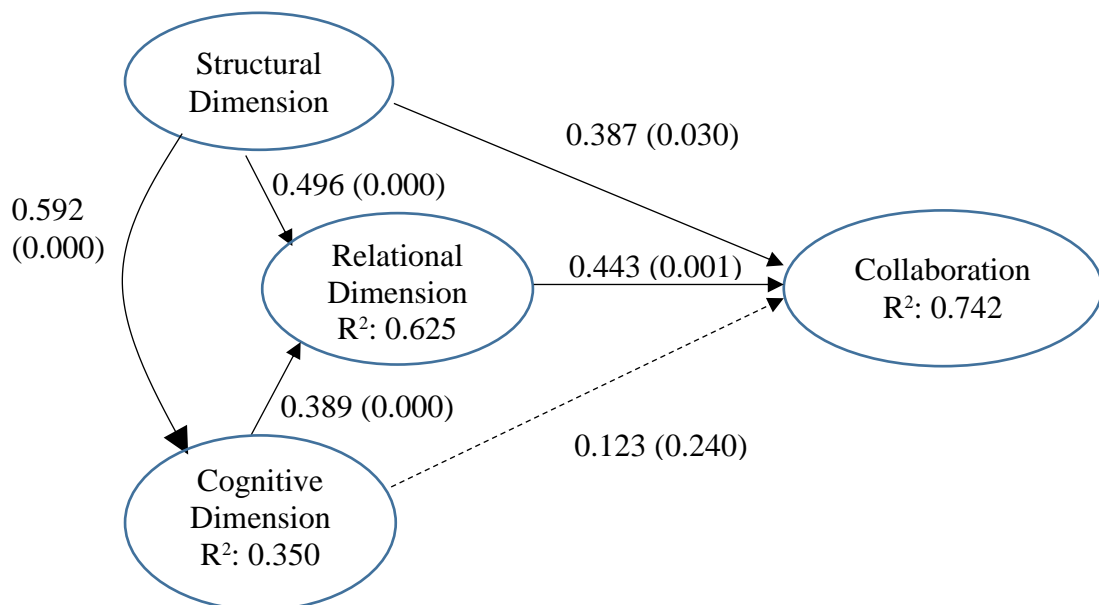 Structural
Dimension
0.387 (0.030)
0.496 (0.000)
0.592
(0.000)
Relational
Dimension
R²: 0.625
0.443 (0.001)
Collaboration
R²: 0.742
0.389 (0.000)
0.123 (0.240)
Cognitive
Dimension
R²: 0.350